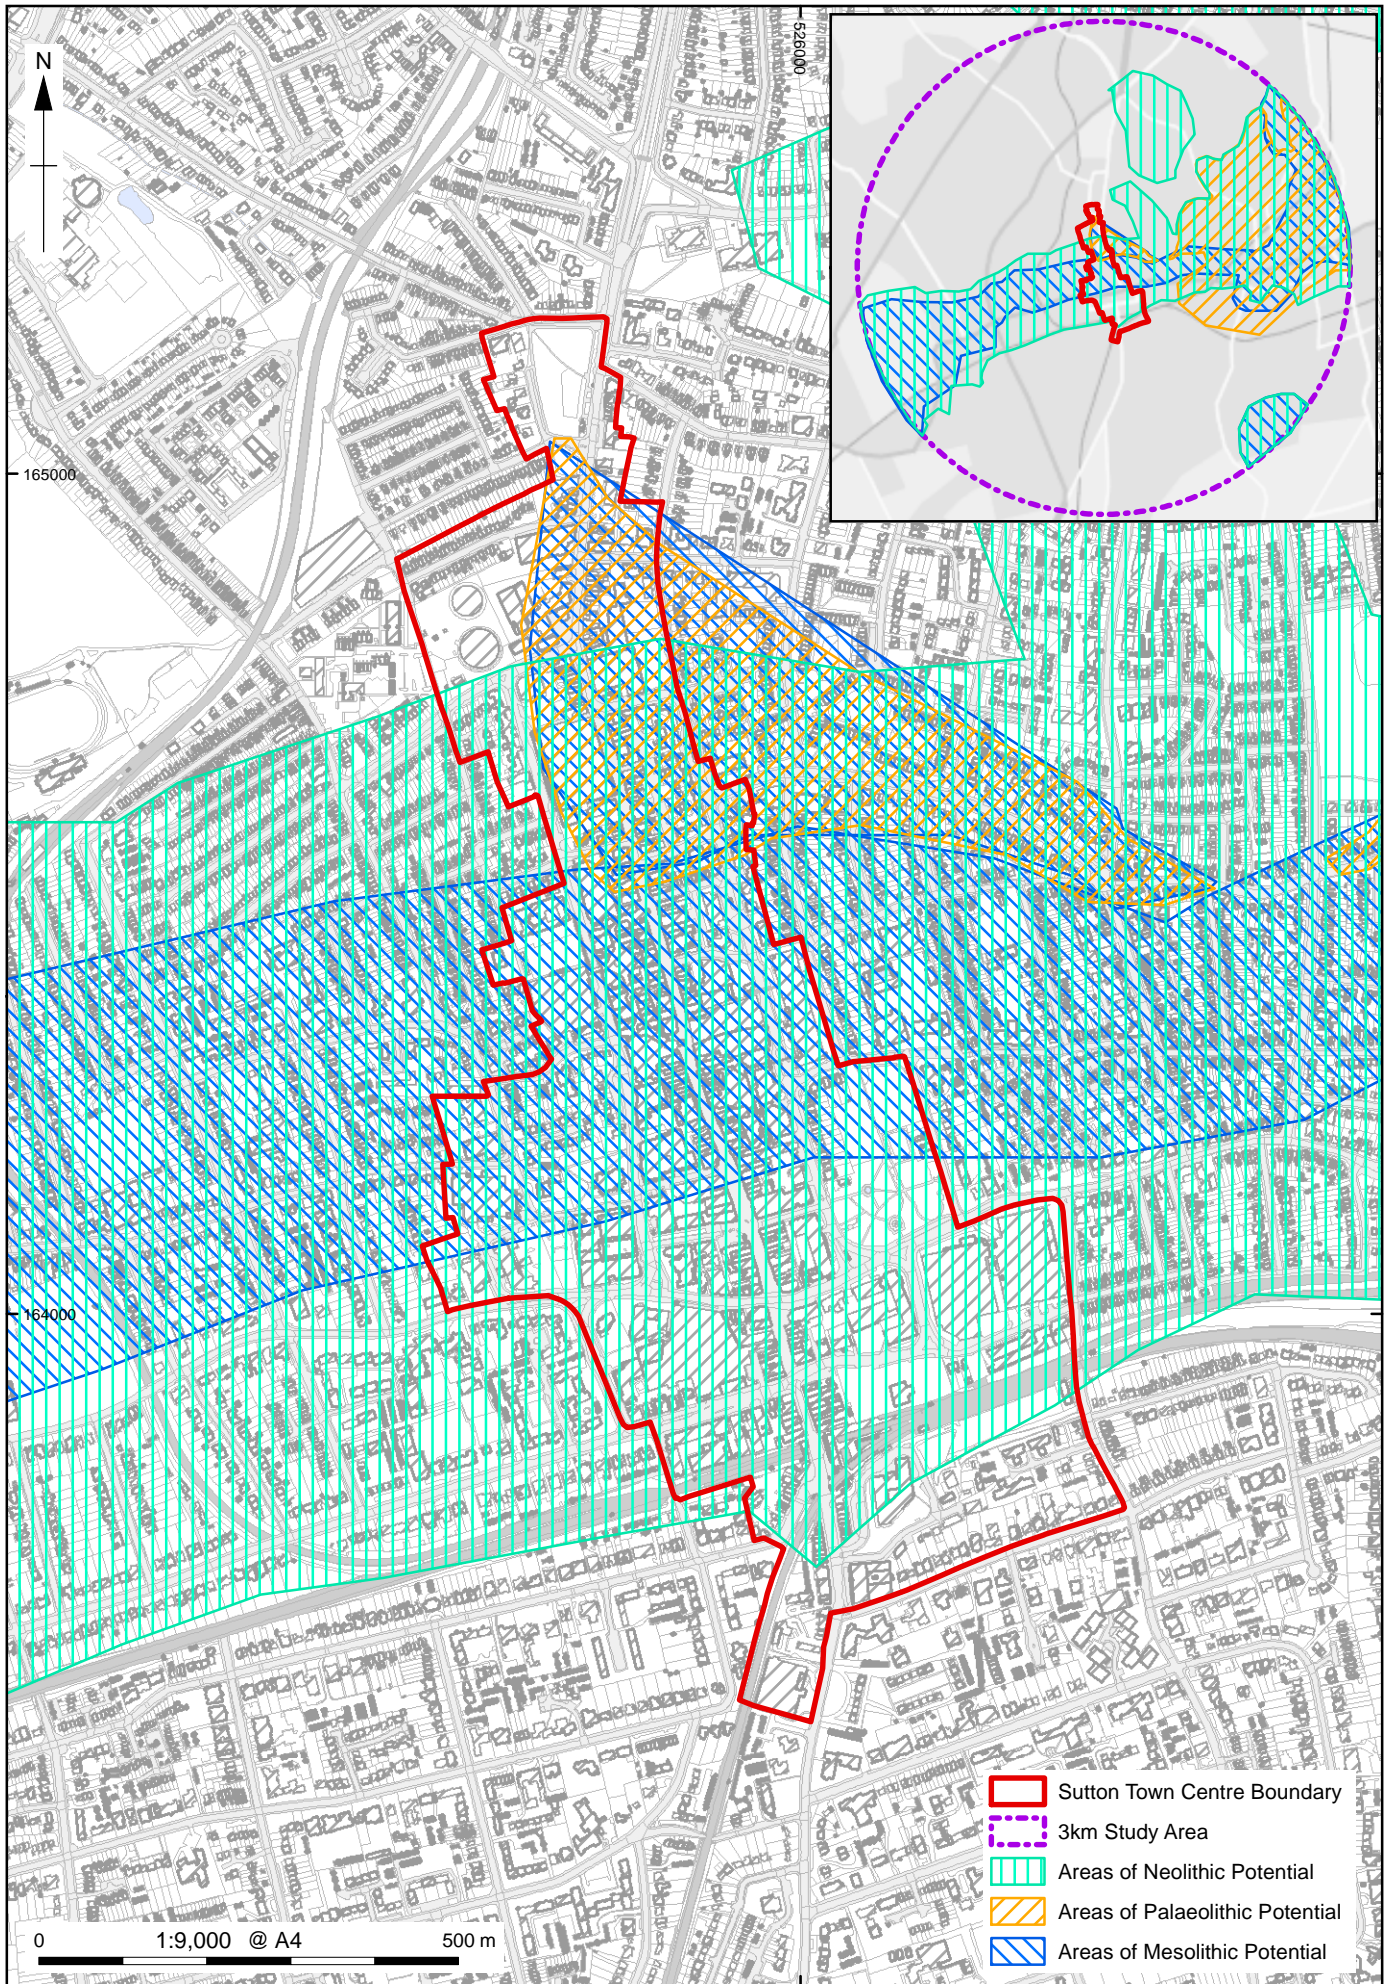 N
526000
165000
164000
Sutton Town Centre Boundary
3km Study Area
Areas of Neolithic Potential
Areas of Palaeolithic Potential
Areas of Mesolithic Potential
0 1:9,000 @ A4 500 m